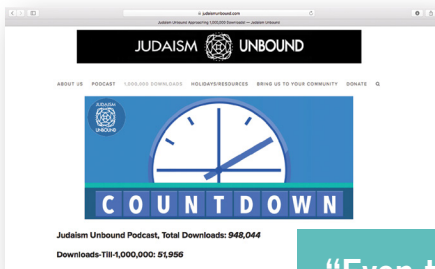 judaismunbound.com
Judaism Unbound Approaching 1,000,000 Downloads! — Judaism Unbound
JUDAISM UNBOUND
ABOUT US PODCAST 1,000,000 DOWNLOADS HOLIDAYS/RESOURCES BRING US TO YOUR COMMUNITY DONATE
JUDAISM
UNBOUND
COUNTDOWN
Judaism Unbound Podcast, Total Downloads: 948,044
Downloads-Till-1,000,000: 51,956
“Even